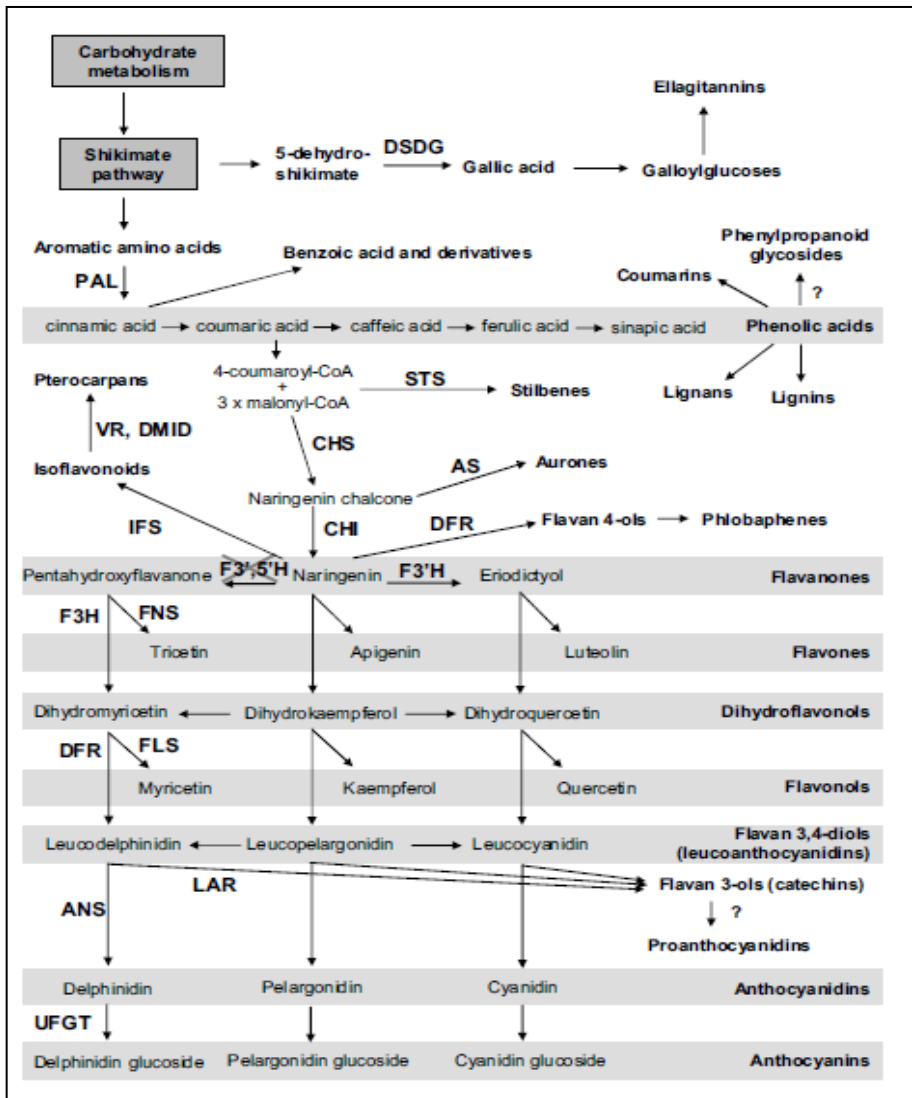 Carbohydrate
metabolism
Ellagitannins
Shikimate
pathway
5-dehydro-
shikimate
DSDG
Gallic acid
Galloylglucoses
Aromatic amino acids
Benzoic acid and derivatives
Phenylpropanoid
glycosides
PAL
Coumarins
?
cinnamic acid
coumaric acid
caffeic acid
ferulic acid
sinapic acid
Phenolic acids
Pterocarpans
4-coumaroyl-CoA
+
3 x malonyl-CoA
STS
Stilbenes
Lignans
Lignins
VR, DMID
CHS
Isoflavonoids
AS
Aurones
Naringenin chalcone
IFS
CHI
DFR
Flavan 4-ols
Phlobaphenes
Pentahydroxyflavanone
F3',5'H
Naringenin
F3'H
Eriodictyol
Flavanones
F3H
FNS
Tricetin
Apigenin
Luteolin
Flavones
Dihydromyricetin
Dihydrokaempferol
Dihydroquercetin
Dihydroflavonols
DFR
FLS
Myricetin
Kaempferol
Quercetin
Flavonols
Leucodelphinidin
Leucopelargonidin
Leucocyanidin
Flavan 3,4-diols
(leucoanthocyanidins)
LAR
Flavan 3-ols (catechins)
ANS
?
Proanthocyanidins
Delphinidin
Pelargonidin
Cyanidin
Anthocyanidins
UFGT
Delphinidin glucoside
Pelargonidin glucoside
Cyanidin glucoside
Anthocyanins